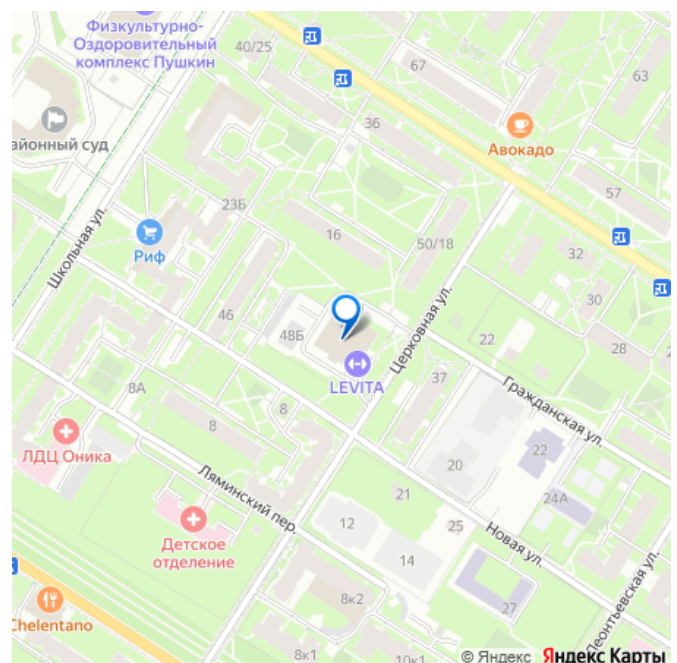 Физкультурно-
Оздоровительный
комплекс Пушкин
40/25
67
63
айонный суд
36
Авокадо
57
23Б
Школьная ул.
Риф
16
50/18
32
30
28
2
46
48Б
LEVITA
Церковная ул.
22
37
Гражданская ул.
8А
8
8
ЛДЦ Оника
Ляминский пер.
20
22
24А
21
25
Новая ул.
12
14
Детское
отделение
27
Леонтьевская ул.
Chelentano
8к2
8к1
10к1
© Яндекс Яндекс Карты